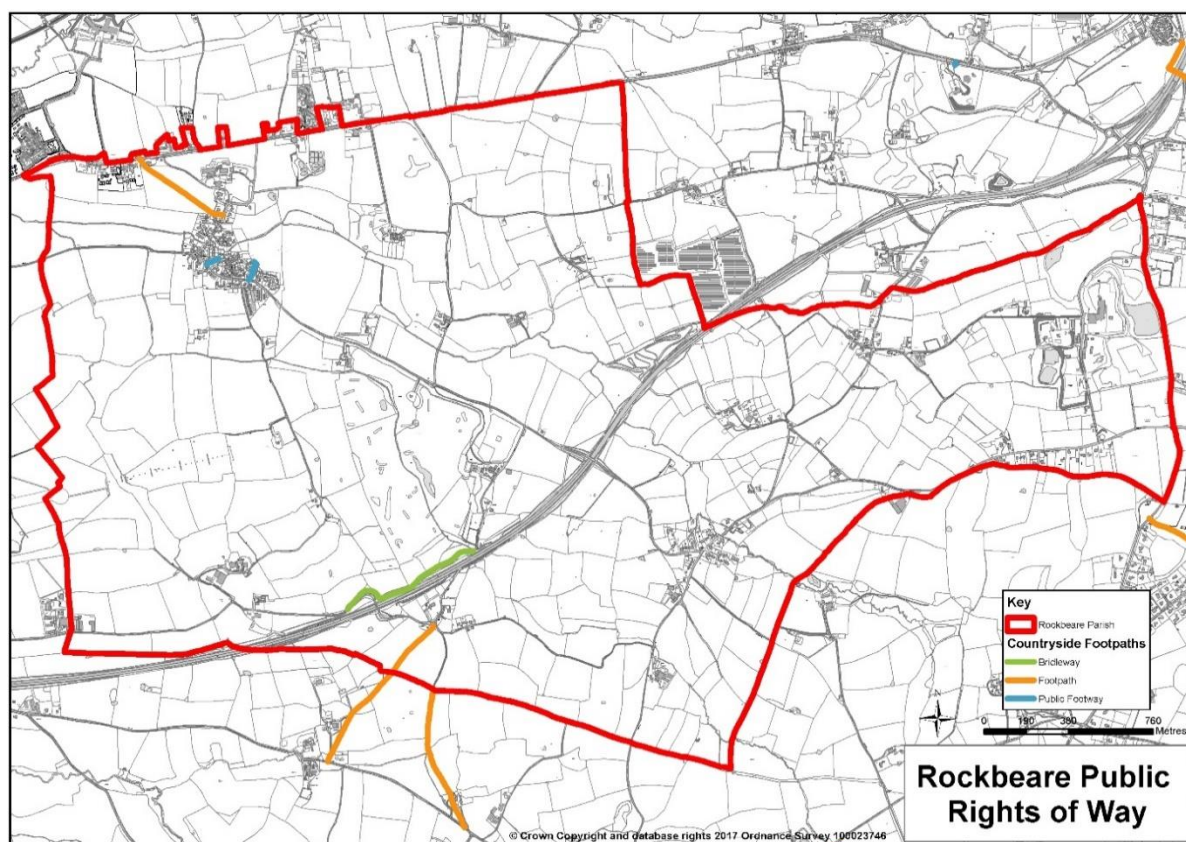 Key
Rockbeare Parish
Countryside Footpaths
Bridleway
Footpath
Public Footway
N
0 190 380 760
Metres
Rockbeare Public
Rights of Way
© Crown Copyright and database rights 2017 Ordnance Survey 100023746